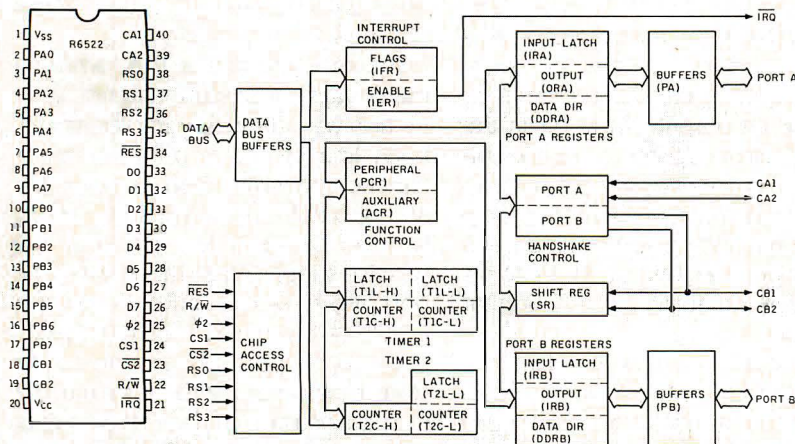 R6522
1 VSS
2 PA0
3 PA1
4 PA2
5 PA3
6 PA4
7 PA5
8 PA6
9 PA7
10 PB0
11 PB1
12 PB2
13 PB3
14 PB4
15 PB5
16 PB6
17 PB7
18 CB1
19 CB2
20 VCC
CA1 40
CA2 39
RS0 38
RS1 37
RS2 36
RS3 35
RES 34
D0 33
D1 32
D2 31
D3 30
D4 29
D5 28
D6 27
D7 26
φ2 25
CS1 24
CS2 23
R/W 22
IRQ 21
DATA
BUS
DATA
BUS
BUFFERS
RES
R/W
φ2
CS1
CS2
RS0
RS1
RS2
RS3
CHIP
ACCESS
CONTROL
INTERRUPT
CONTROL
FLAGS
(IFR)
ENABLE
(IER)
PERIPHERAL
(PCR)
AUXILIARY
(ACR)
FUNCTION
CONTROL
LATCH
(T1L-H)
LATCH
(T1L-L)
COUNTER
(T1C-H)
COUNTER
(T1C-L)
TIMER 1
TIMER 2
LATCH
(T2L-L)
COUNTER
(T2C-H)
COUNTER
(T2C-L)
IRQ
INPUT LATCH
(IRA)
OUTPUT
(ORA)
DATA DIR
(DDRA)
PORT A REGISTERS
BUFFERS
(PA)
PORT A
PORT A
PORT B
HANDSHAKE
CONTROL
CA1
CA2
SHIFT REG
(SR)
CB1
CB2
PORT B REGISTERS
INPUT LATCH
(IRB)
OUTPUT
(IRB)
DATA DIR
(DDRB)
BUFFERS
(PB)
PORT B